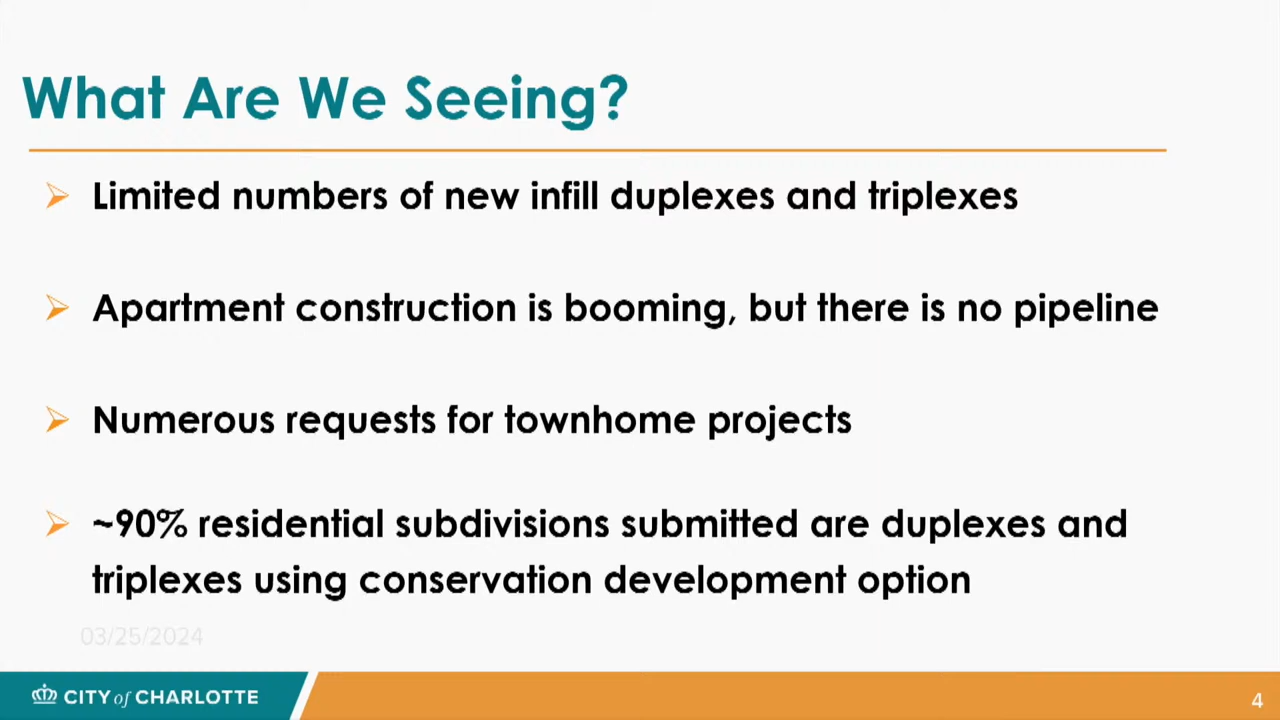 What Are We Seeing?
Limited numbers of new infill duplexes and triplexes
Apartment construction is booming, but there is no pipeline
Numerous requests for townhome projects
~90% residential subdivisions submitted are duplexes and
triplexes using conservation development option
03/25/2024
CITY of CHARLOTTE
4